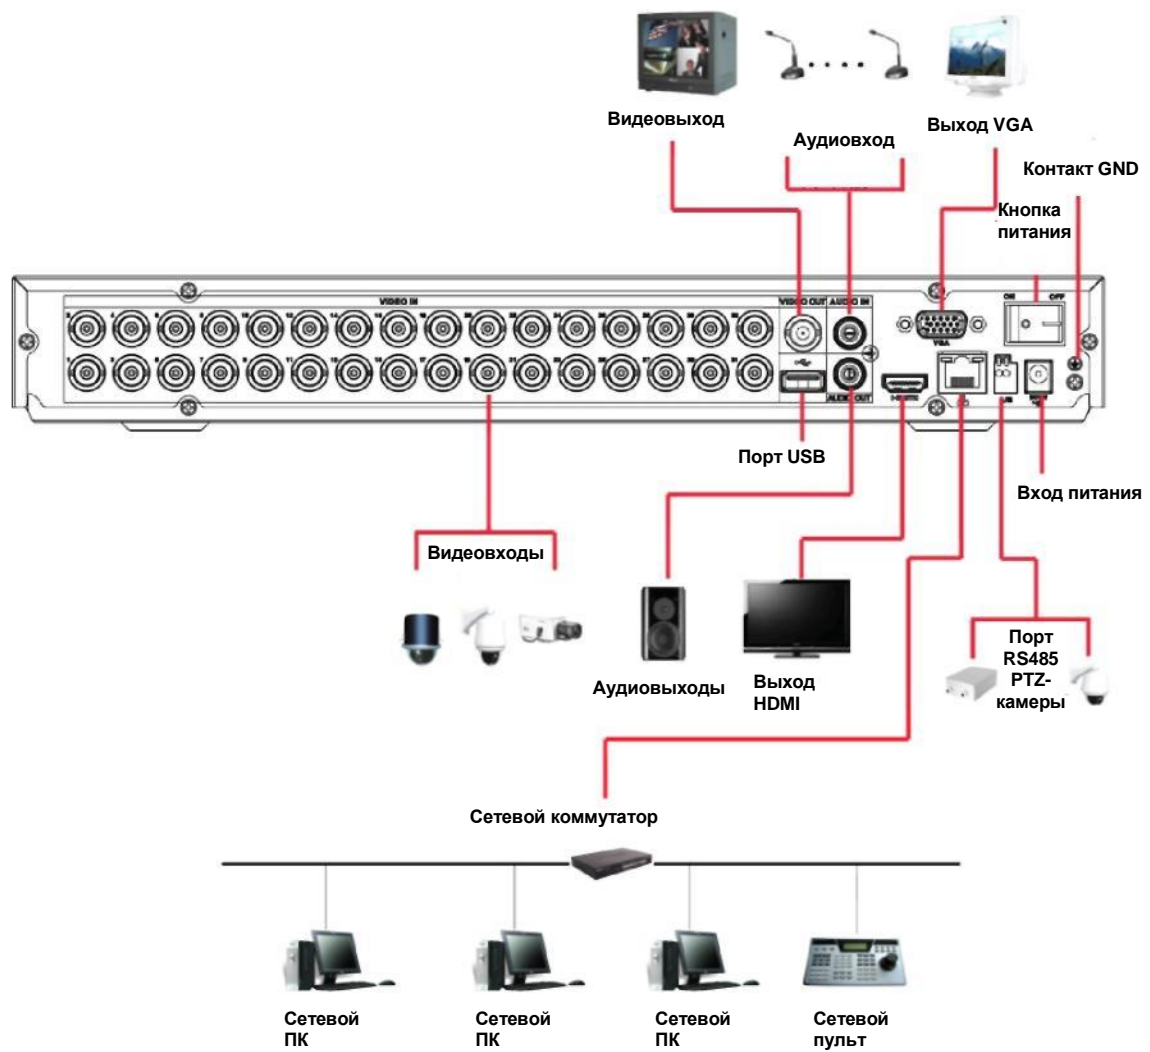 Видеовыход
Аудиовход
Выход VGA
Контакт GND
Кнопка
питания
VIDEO IN
VIDEO OUT
AUDIO IN
ON
OFF
VGA
AUDIO OUT
Порт USB
Вход питания
Видеовходы
Аудиовыходы
Выход
HDMI
Порт
RS485
PTZ-
камеры
Сетевой коммутатор
Сетевой
ПК
Сетевой
ПК
Сетевой
ПК
Сетевой
пульт